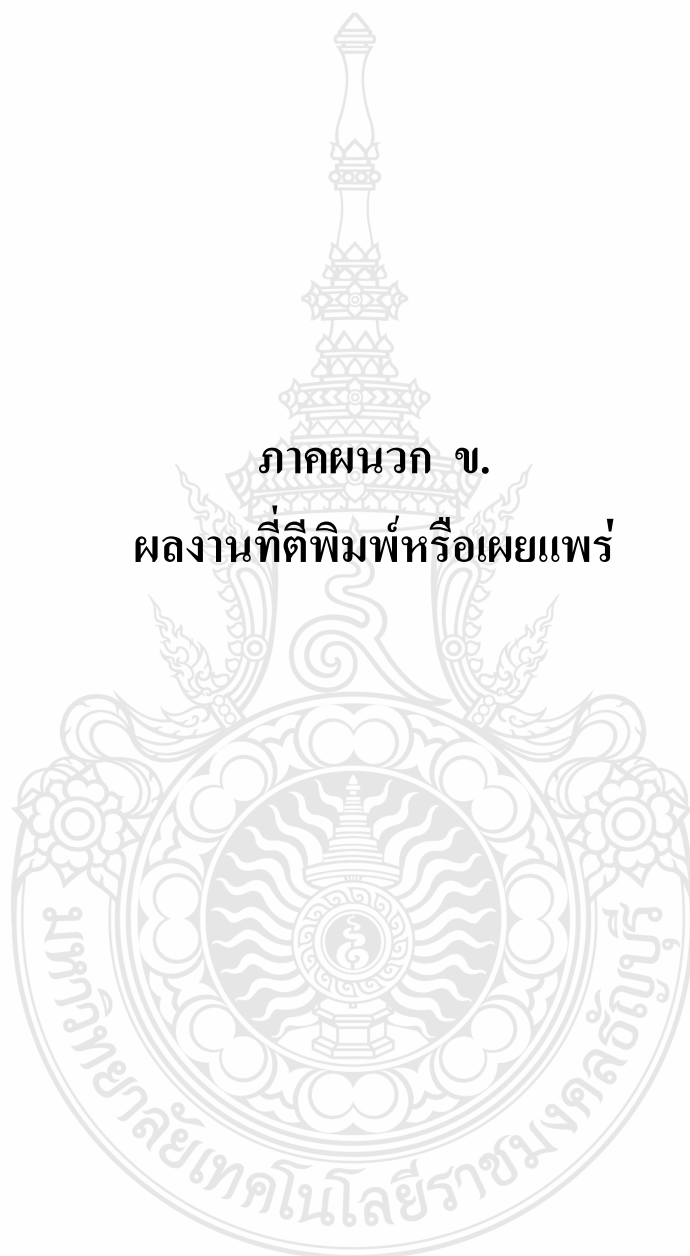 ภาคผนวก ข.
ผลงานที่ตีพิมพ์หรือเผยแพร่
มหาวิทยาลัยเทคโนโลยีราชมงคลธัญบุรี